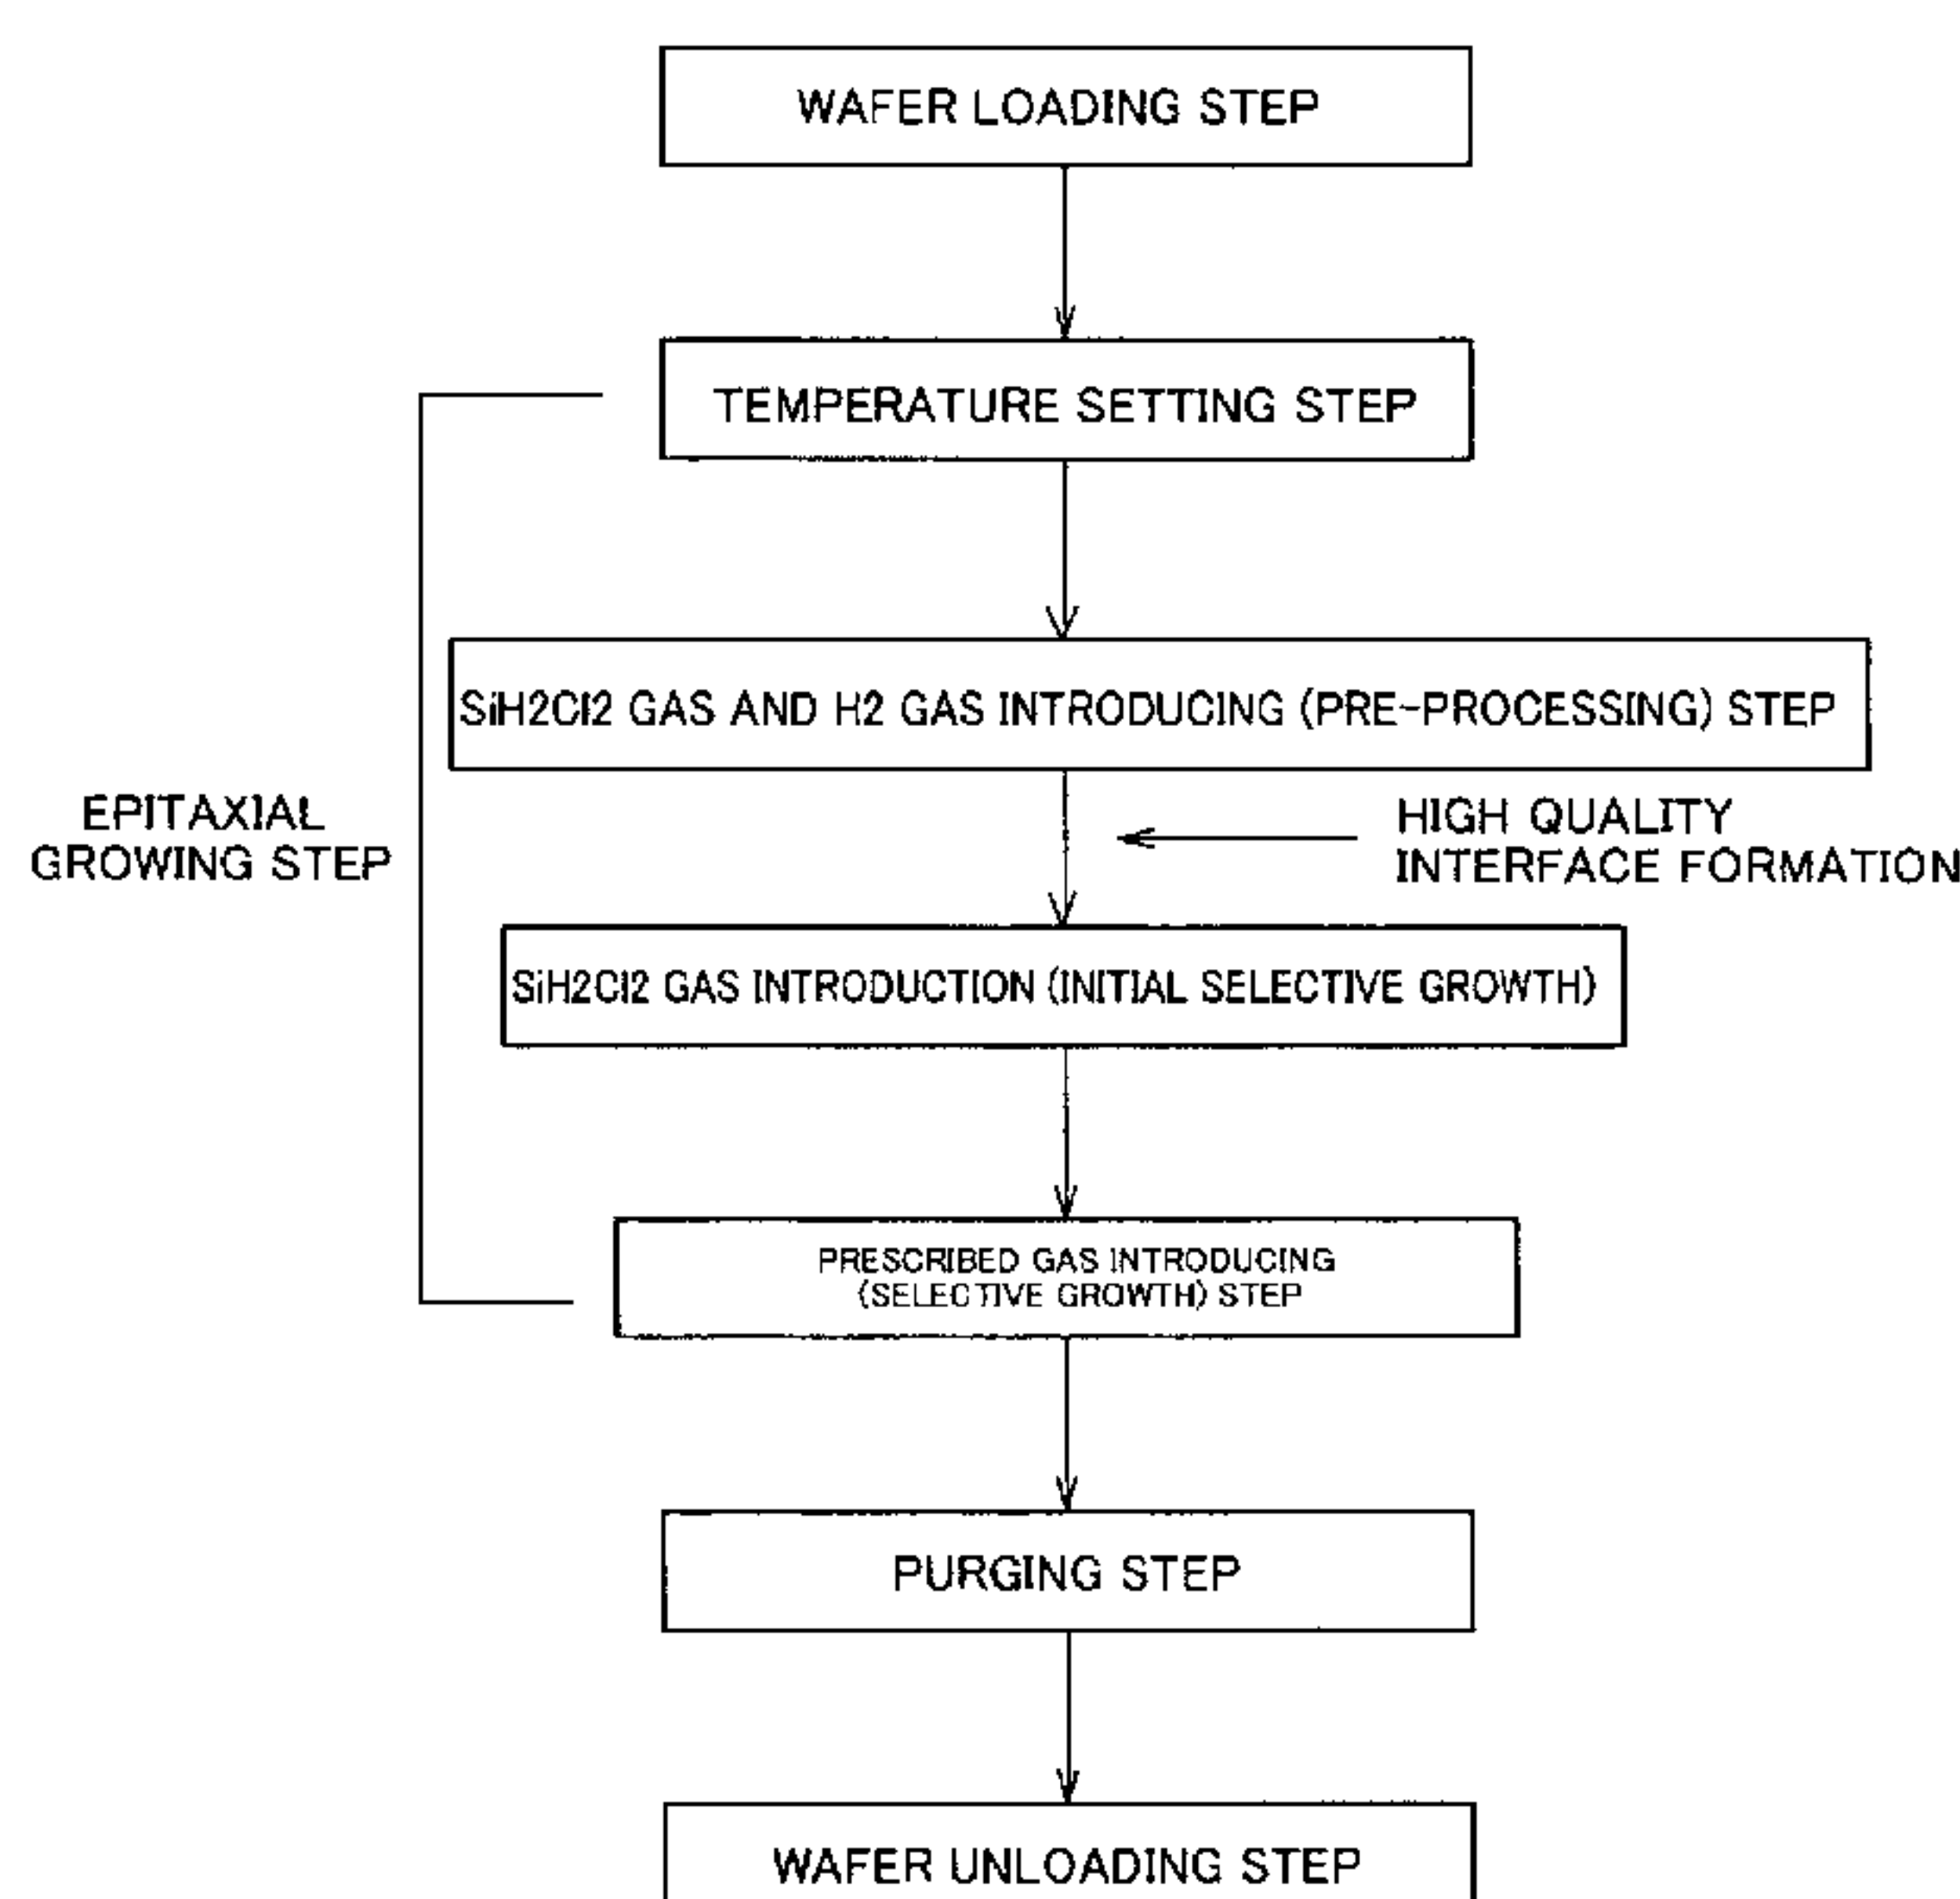 WAFER LOADING STEP
TEMPERATURE SETTING STEP
SiH2Cl2 GAS AND H2 GAS INTRODUCING (PRE-PROCESSING) STEP
EPITAXIAL
GROWING STEP
HIGH QUALITY
INTERFACE FORMATION
SiH2Cl2 GAS INTRODUCTION (INITIAL SELECTIVE GROWTH)
PRESCRIBED GAS INTRODUCING
(SELECTIVE GROWTH) STEP
PURGING STEP
WAFER UNLOADING STEP